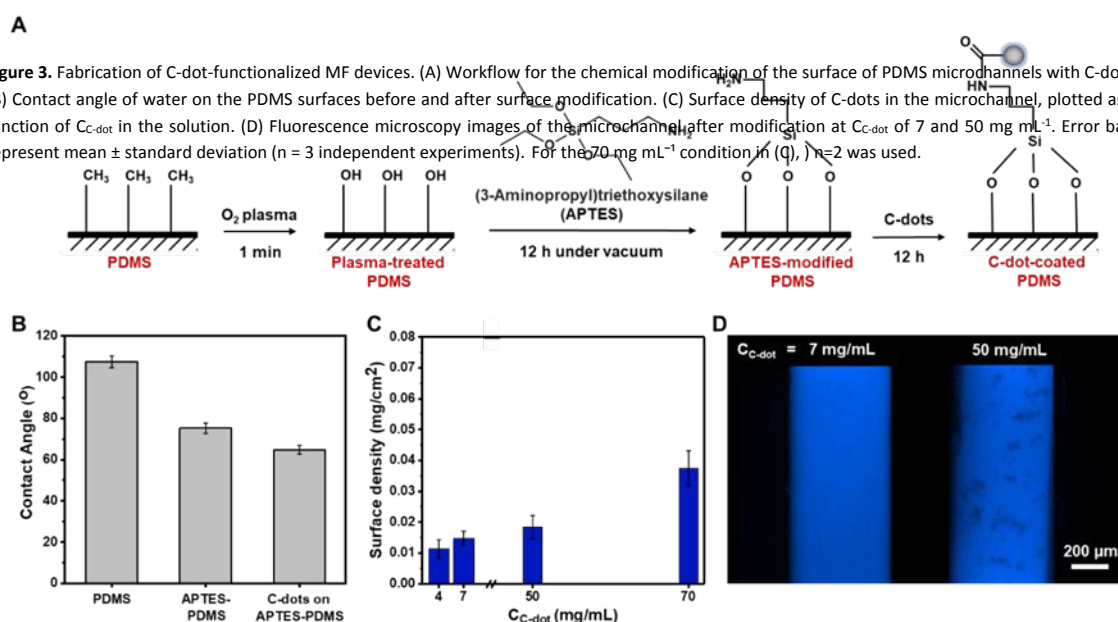 A
gure 3. Fabrication of C-dot-functionalized MF devices. (A) Workflow for the chemical modification of the surface of PDMS microchannels with C-do
) Contact angle of water on the PDMS surfaces before and after surface modification. (C) Surface density of C-dots in the microchannel, plotted as
unction of CC-dot in the solution. (D) Fluorescence microscopy images of the microchannel after modification at CC-dot of 7 and 50 mg mL-1. Error ba
epresent mean ± standard deviation (n = 3 independent experiments). For the 70 mg mL⁻¹ condition in (C), ) n=2 was used.
O
HN
H2N
Si
NH2
Si
Si
O O O
O O O
CH3 CH3 CH3
O2 plasma
1 min
OH OH OH
(3-Aminopropyl)triethoxysilane
(APTES)
12 h under vacuum
C-dots
12 h
PDMS
Plasma-treated
PDMS
APTES-modified
PDMS
C-dot-coated
PDMS
B
120
100
80
60
40
20
0
Contact Angle (O)
PDMS
APTES-
PDMS
C-dots on
APTES-PDMS
C
0.08
0.07
0.06
0.05
0.04
0.03
0.02
0.01
0.00
Surface density (mg/cm2)
4 7 50 70
CC-dot (mg/mL)
D
CC-dot = 7 mg/mL 50 mg/mL
200 µm